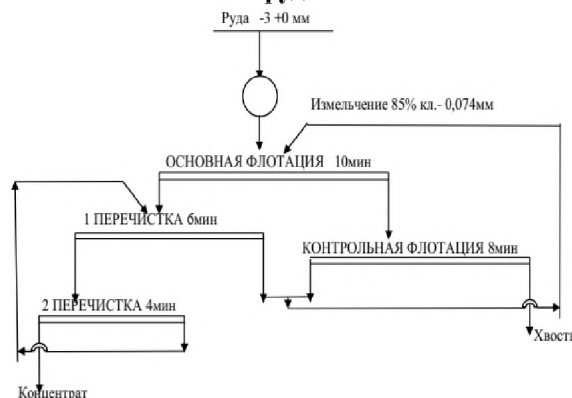 Руда -3 +0 мм
Измельчение 85% кл.- 0,074мм
ОСНОВНАЯ ФЛОТАЦИЯ 10мин
1 ПЕРЕЧИСТКА 6мин
КОНТРОЛЬНАЯ ФЛОТАЦИЯ 8мин
2 ПЕРЕЧИСТКА 4мин
Хвосты
Концентрат